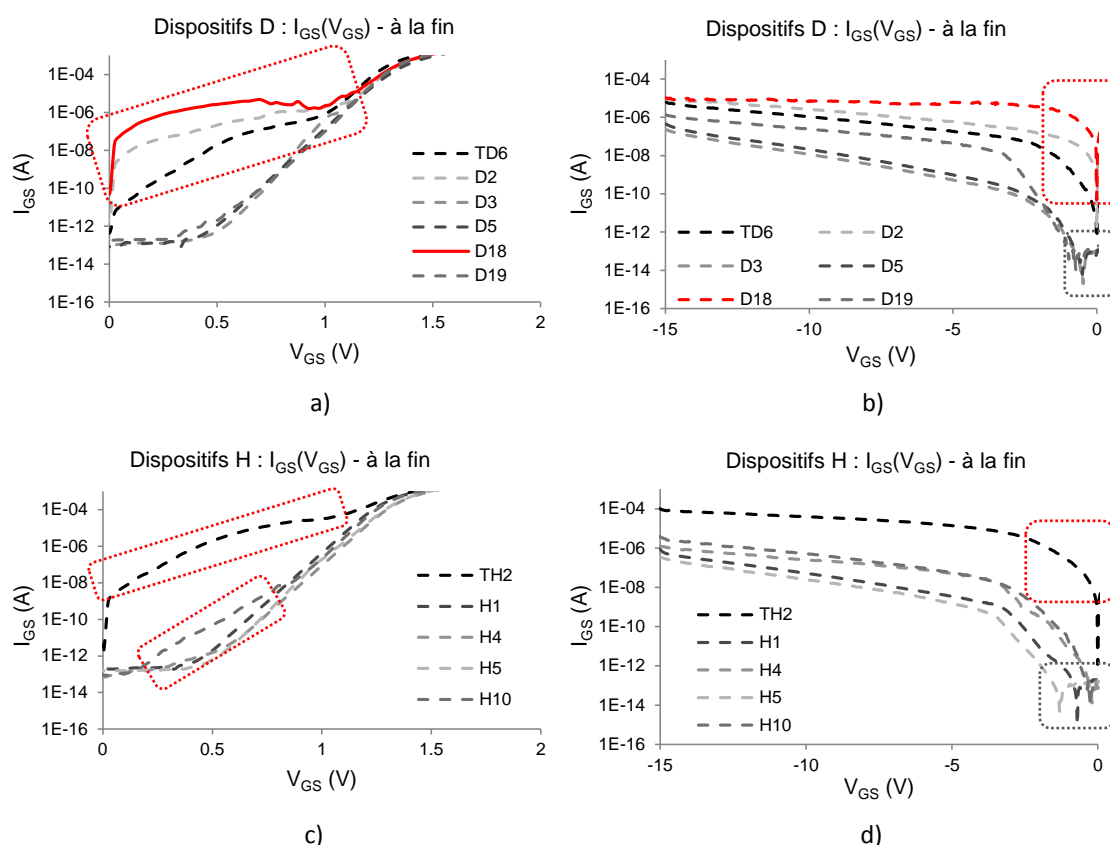 Dispositifs D : IGS(VGS) - à la fin
1E-04
1E-06
1E-08
1E-10
1E-12
1E-14
1E-16
IGS (A)
0
0.5
1
1.5
2
VGS (V)
TD6
D2
D3
D5
D18
D19
a)
Dispositifs D : IGS(VGS) - à la fin
1E-04
1E-06
1E-08
1E-10
1E-12
1E-14
1E-16
IGS (A)
-15
-10
-5
0
VGS (V)
TD6
D2
D3
D5
D18
D19
b)
Dispositifs H : IGS(VGS) - à la fin
1E-04
1E-06
1E-08
1E-10
1E-12
1E-14
1E-16
IGS (A)
0
0.5
1
1.5
2
VGS (V)
TH2
H1
H4
H5
H10
c)
Dispositifs H : IGS(VGS) - à la fin
1E-04
1E-06
1E-08
1E-10
1E-12
1E-14
1E-16
IGS (A)
-15
-10
-5
0
VGS (V)
TH2
H1
H4
H5
H10
d)